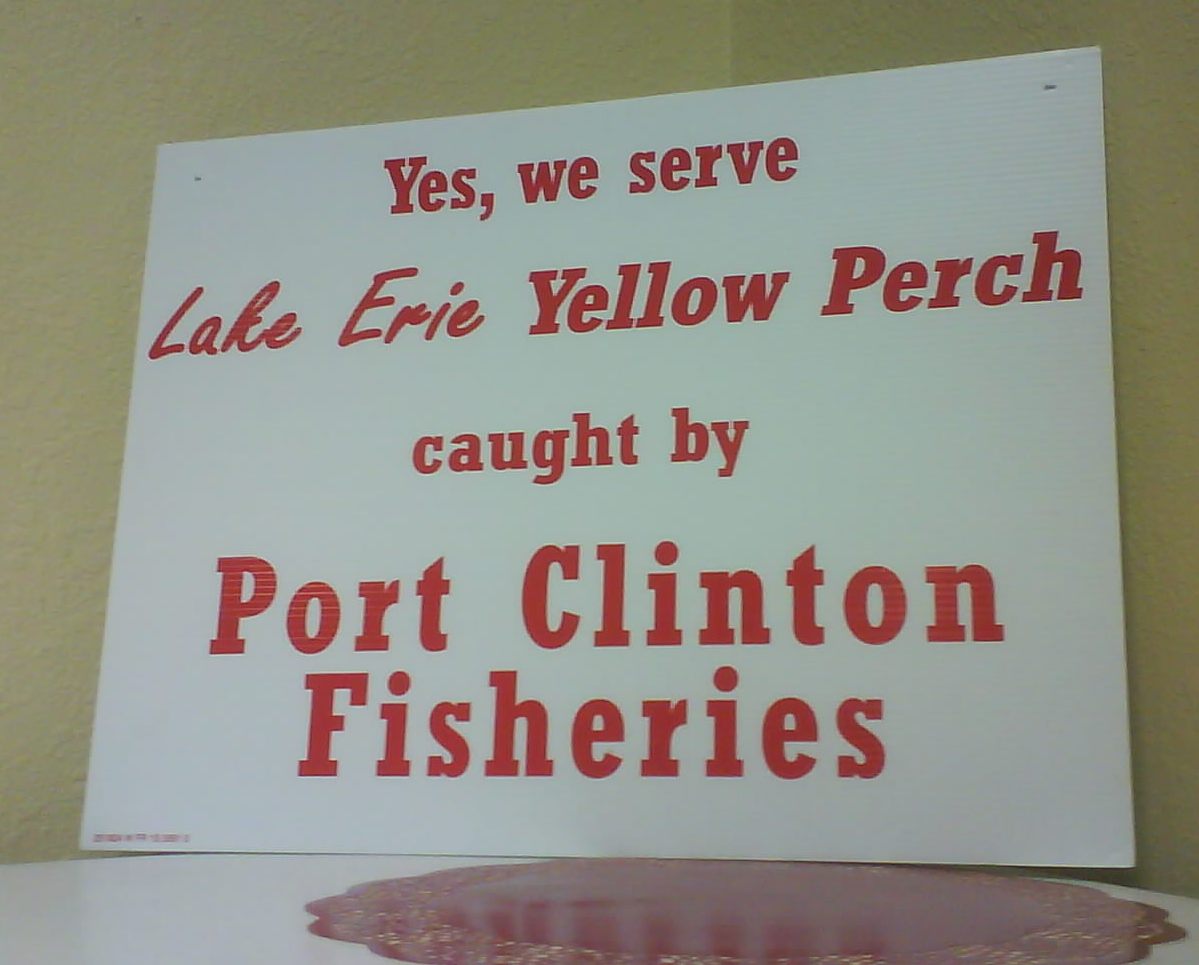 Yes, we serve
Lake Erie Yellow Perch
caught by
Port Clinton
Fisheries